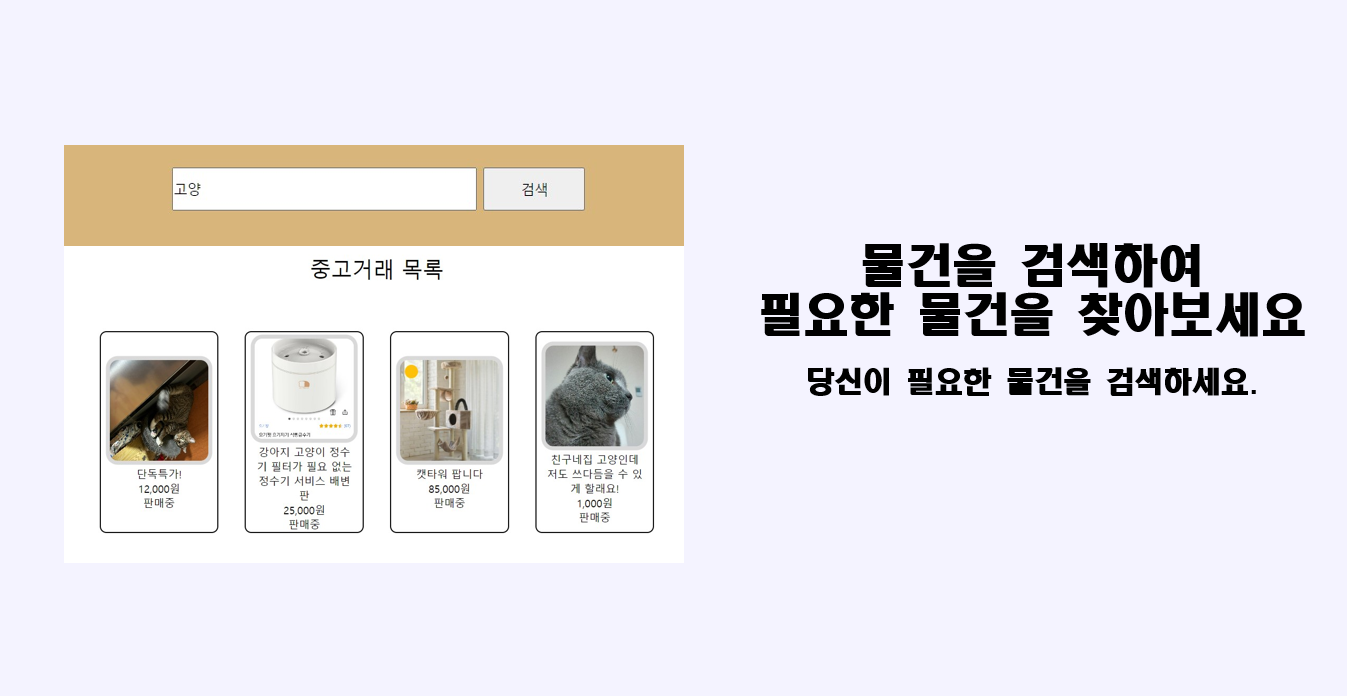 고양
검색
중고거래 목록
단독특가!
12,000원
판매중
강아지 고양이 정수
기 필터가 필요 없는
정수기 서비스 배변
판
25,000원
판매중
캣타워 팝니다
85,000원
판매중
친구네집 고양인데
저도 쓰다듬을 수 있
게 할래요!
1,000원
판매중
물건을 검색하여
필요한 물건을 찾아보세요
당신이 필요한 물건을 검색하세요.